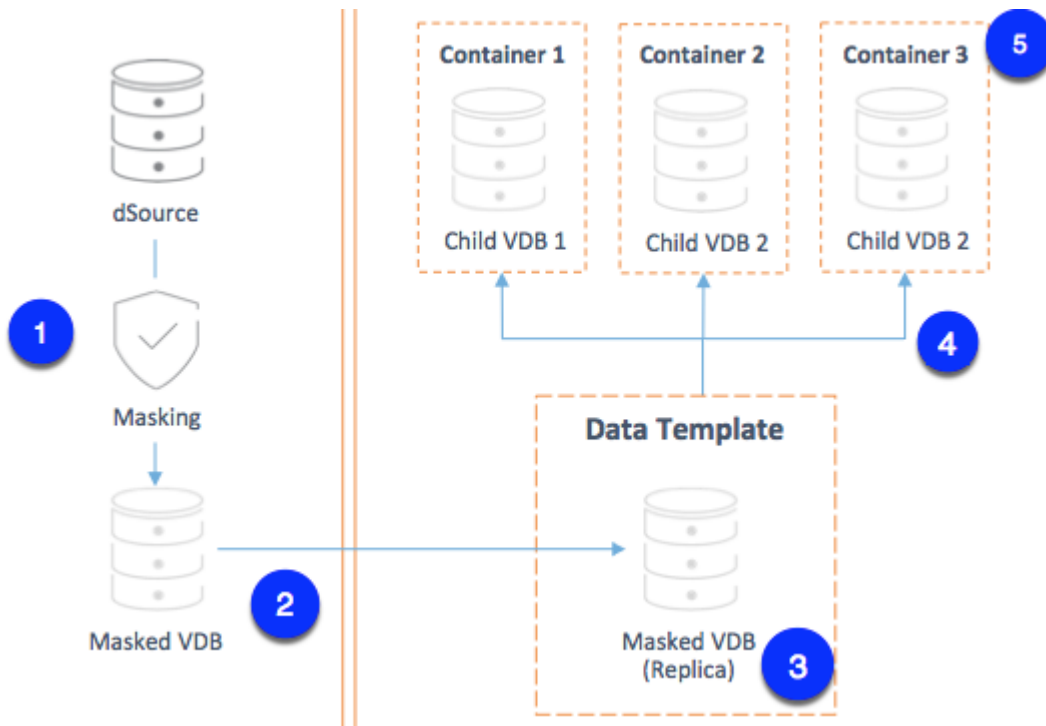 dSource
1
Masking
Masked VDB
2
Container 1
Container 2
Container 3
5
Child VDB 1
Child VDB 2
Child VDB 2
4
Data Template
Masked VDB
(Replica)
3